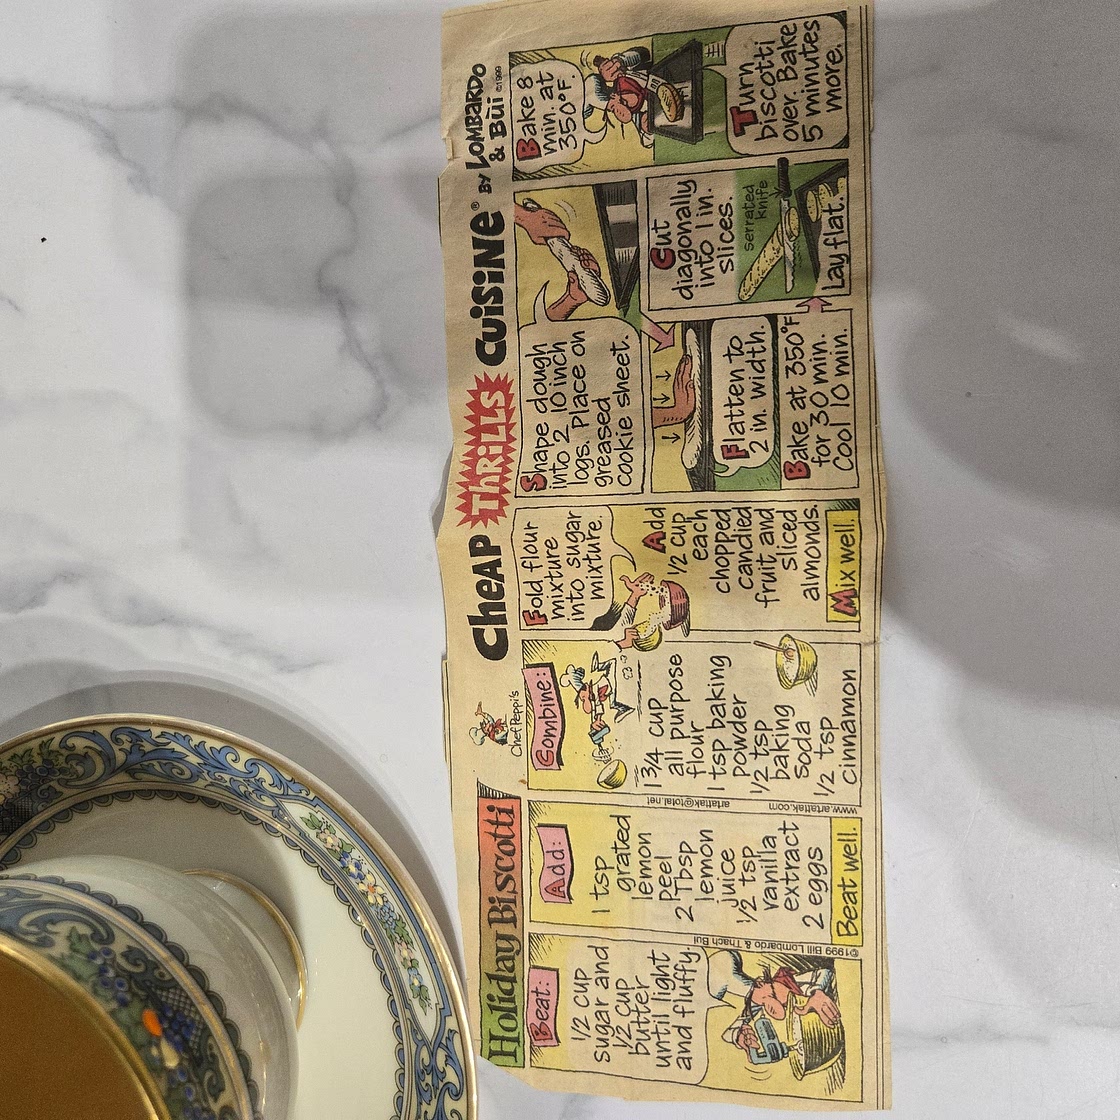 Holiday Biscotti
Chef Peppi's
CHeAP THRiLLS CUiSiNe® BY LOMBARDO
& BÙi ©1999
Beat:
1/2 cup
sugar and
1/2 cup
butter
until light
and fluffy
©1999 Bill Lombardo & Thach Bui
Add:
1 tsp
grated
lemon
peel
2 Tbsp
lemon
juice
1/2 tsp
vanilla
extract
2 eggs
Beat well.
www.artattak.com
artattak@total.net
Combine:
1 3/4 cup
all purpose
flour
1 tsp baking
powder
1/2 tsp
baking
soda
1/2 tsp
cinnamon
Fold flour
mixture
into sugar
mixture.
Add
1/2 cup
each
chopped
candied
fruit and
sliced
almonds.
Mix well.
Shape dough
into 2 10 inch
logs. Place on
greased
cookie sheet.
Flatten to
2 in. width.
Bake at 350°F
for 30 min.
Cool 10 min.
Cut
diagonally
into 1 in.
slices.
Serrated
Knife
Lay flat.
Bake 8
min. at
350°F.
Turn
biscotti
over. Bake
5 minutes
more.